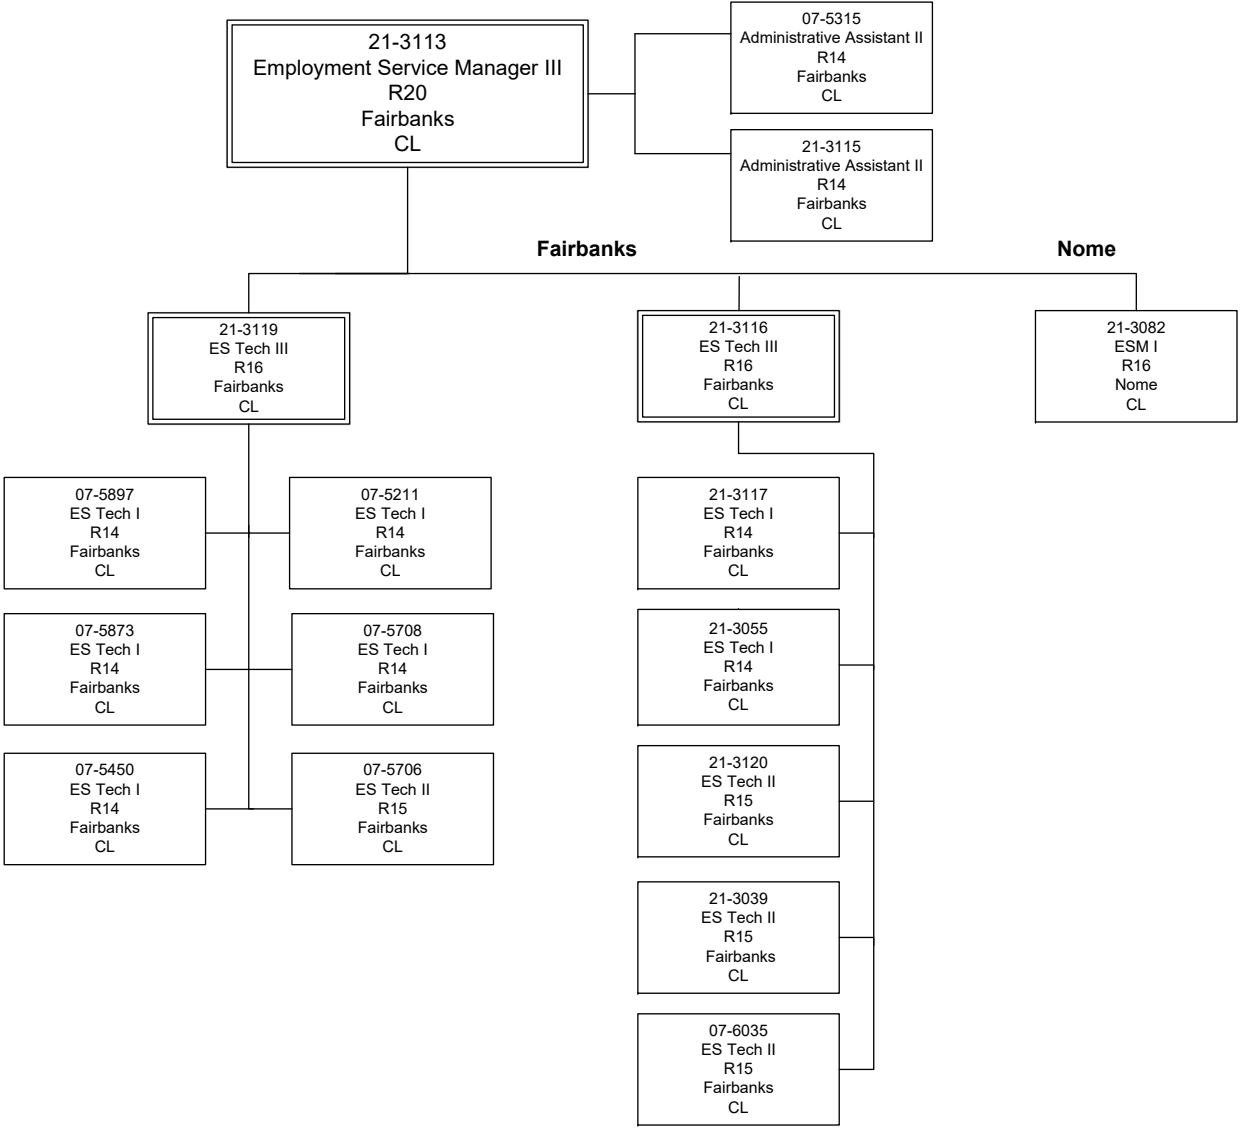 21-3113
Employment Service Manager III
R20
Fairbanks
CL
07-5315
Administrative Assistant II
R14
Fairbanks
CL
21-3115
Administrative Assistant II
R14
Fairbanks
CL
Fairbanks
Nome
21-3119
ES Tech III
R16
Fairbanks
CL
21-3116
ES Tech III
R16
Fairbanks
CL
21-3082
ESM I
R16
Nome
CL
07-5897
ES Tech I
R14
Fairbanks
CL
07-5211
ES Tech I
R14
Fairbanks
CL
21-3117
ES Tech I
R14
Fairbanks
CL
07-5873
ES Tech I
R14
Fairbanks
CL
07-5708
ES Tech I
R14
Fairbanks
CL
21-3055
ES Tech I
R14
Fairbanks
CL
07-5450
ES Tech I
R14
Fairbanks
CL
07-5706
ES Tech II
R15
Fairbanks
CL
21-3120
ES Tech II
R15
Fairbanks
CL
21-3039
ES Tech II
R15
Fairbanks
CL
07-6035
ES Tech II
R15
Fairbanks
CL